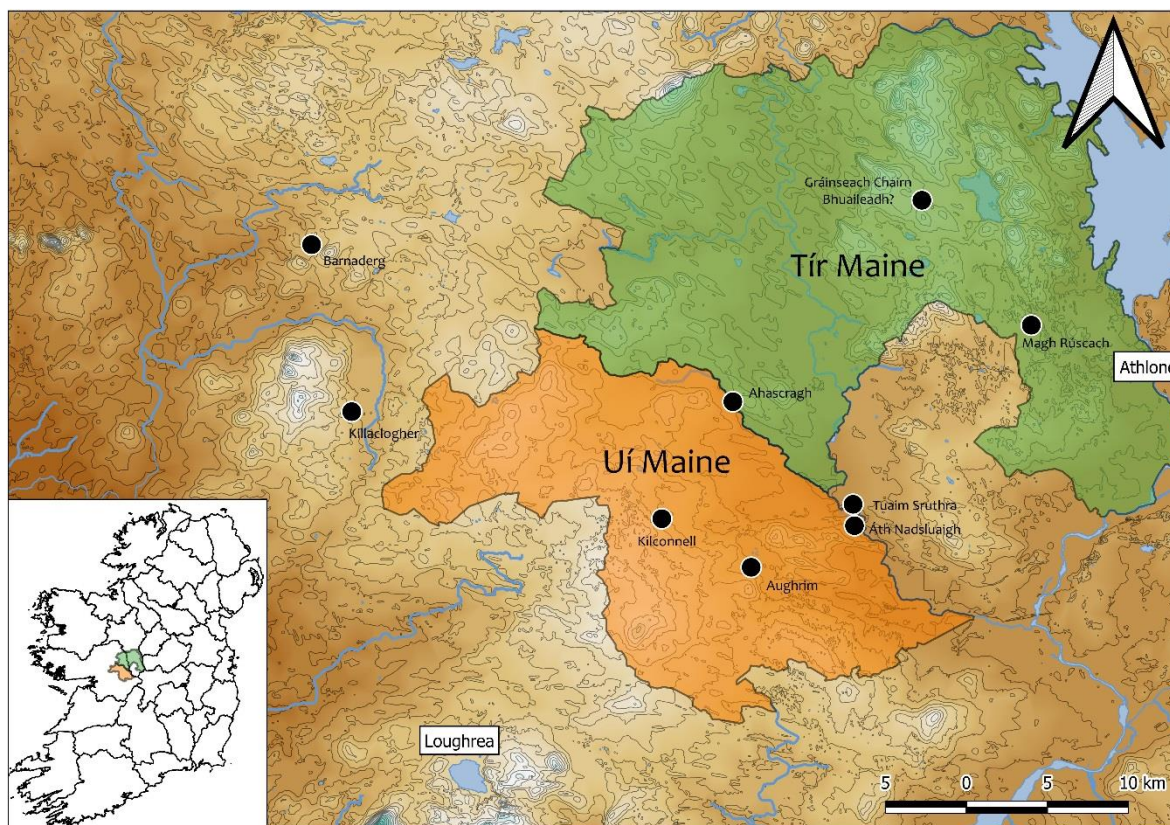 Gráinseach Chairn
Bhuaileadh?
Barnaderg
Tír Maine
Magh Rúscach
Athlone
Ahascragh
Killaclogher
Uí Maine
Tuaim Sruthra
Áth Nadsluaigh
Kilconnell
Aughrim
Loughrea
5 0 5 10 km